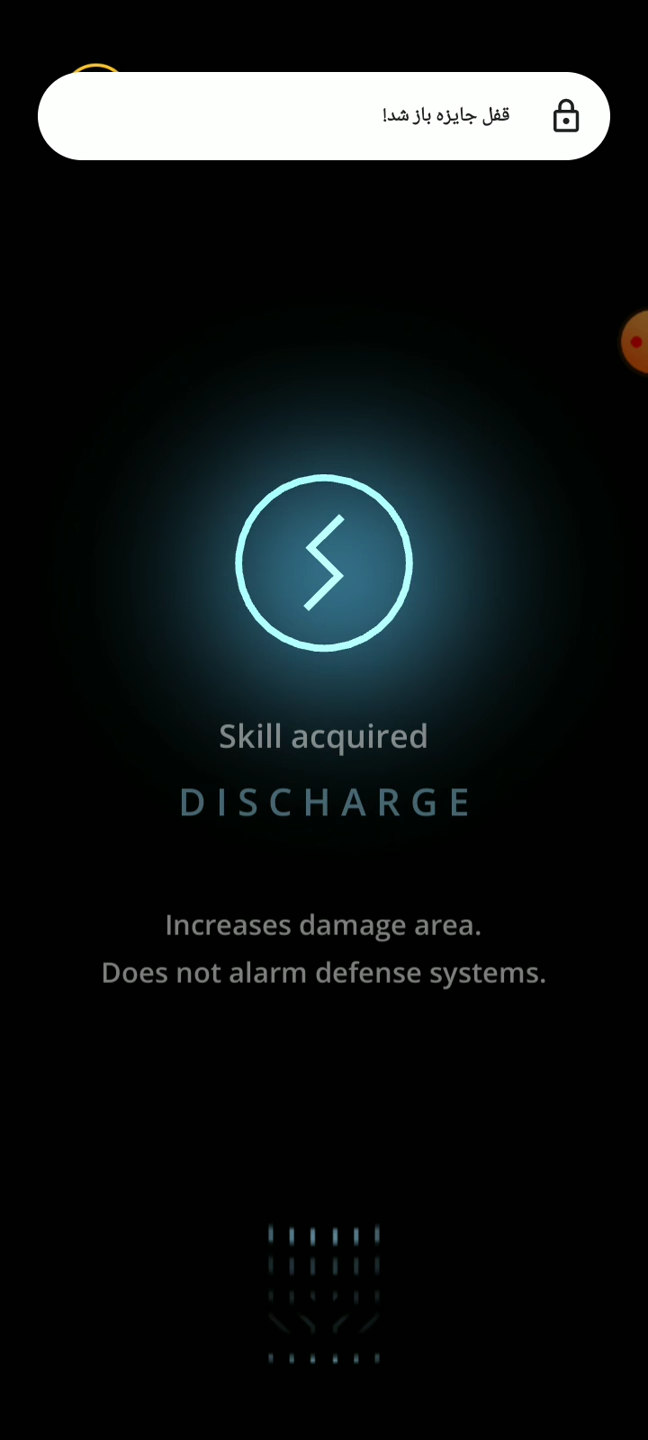 قفل جایزه باز شد!
Skill acquired
DISCHARGE
Increases damage area.
Does not alarm defense systems.